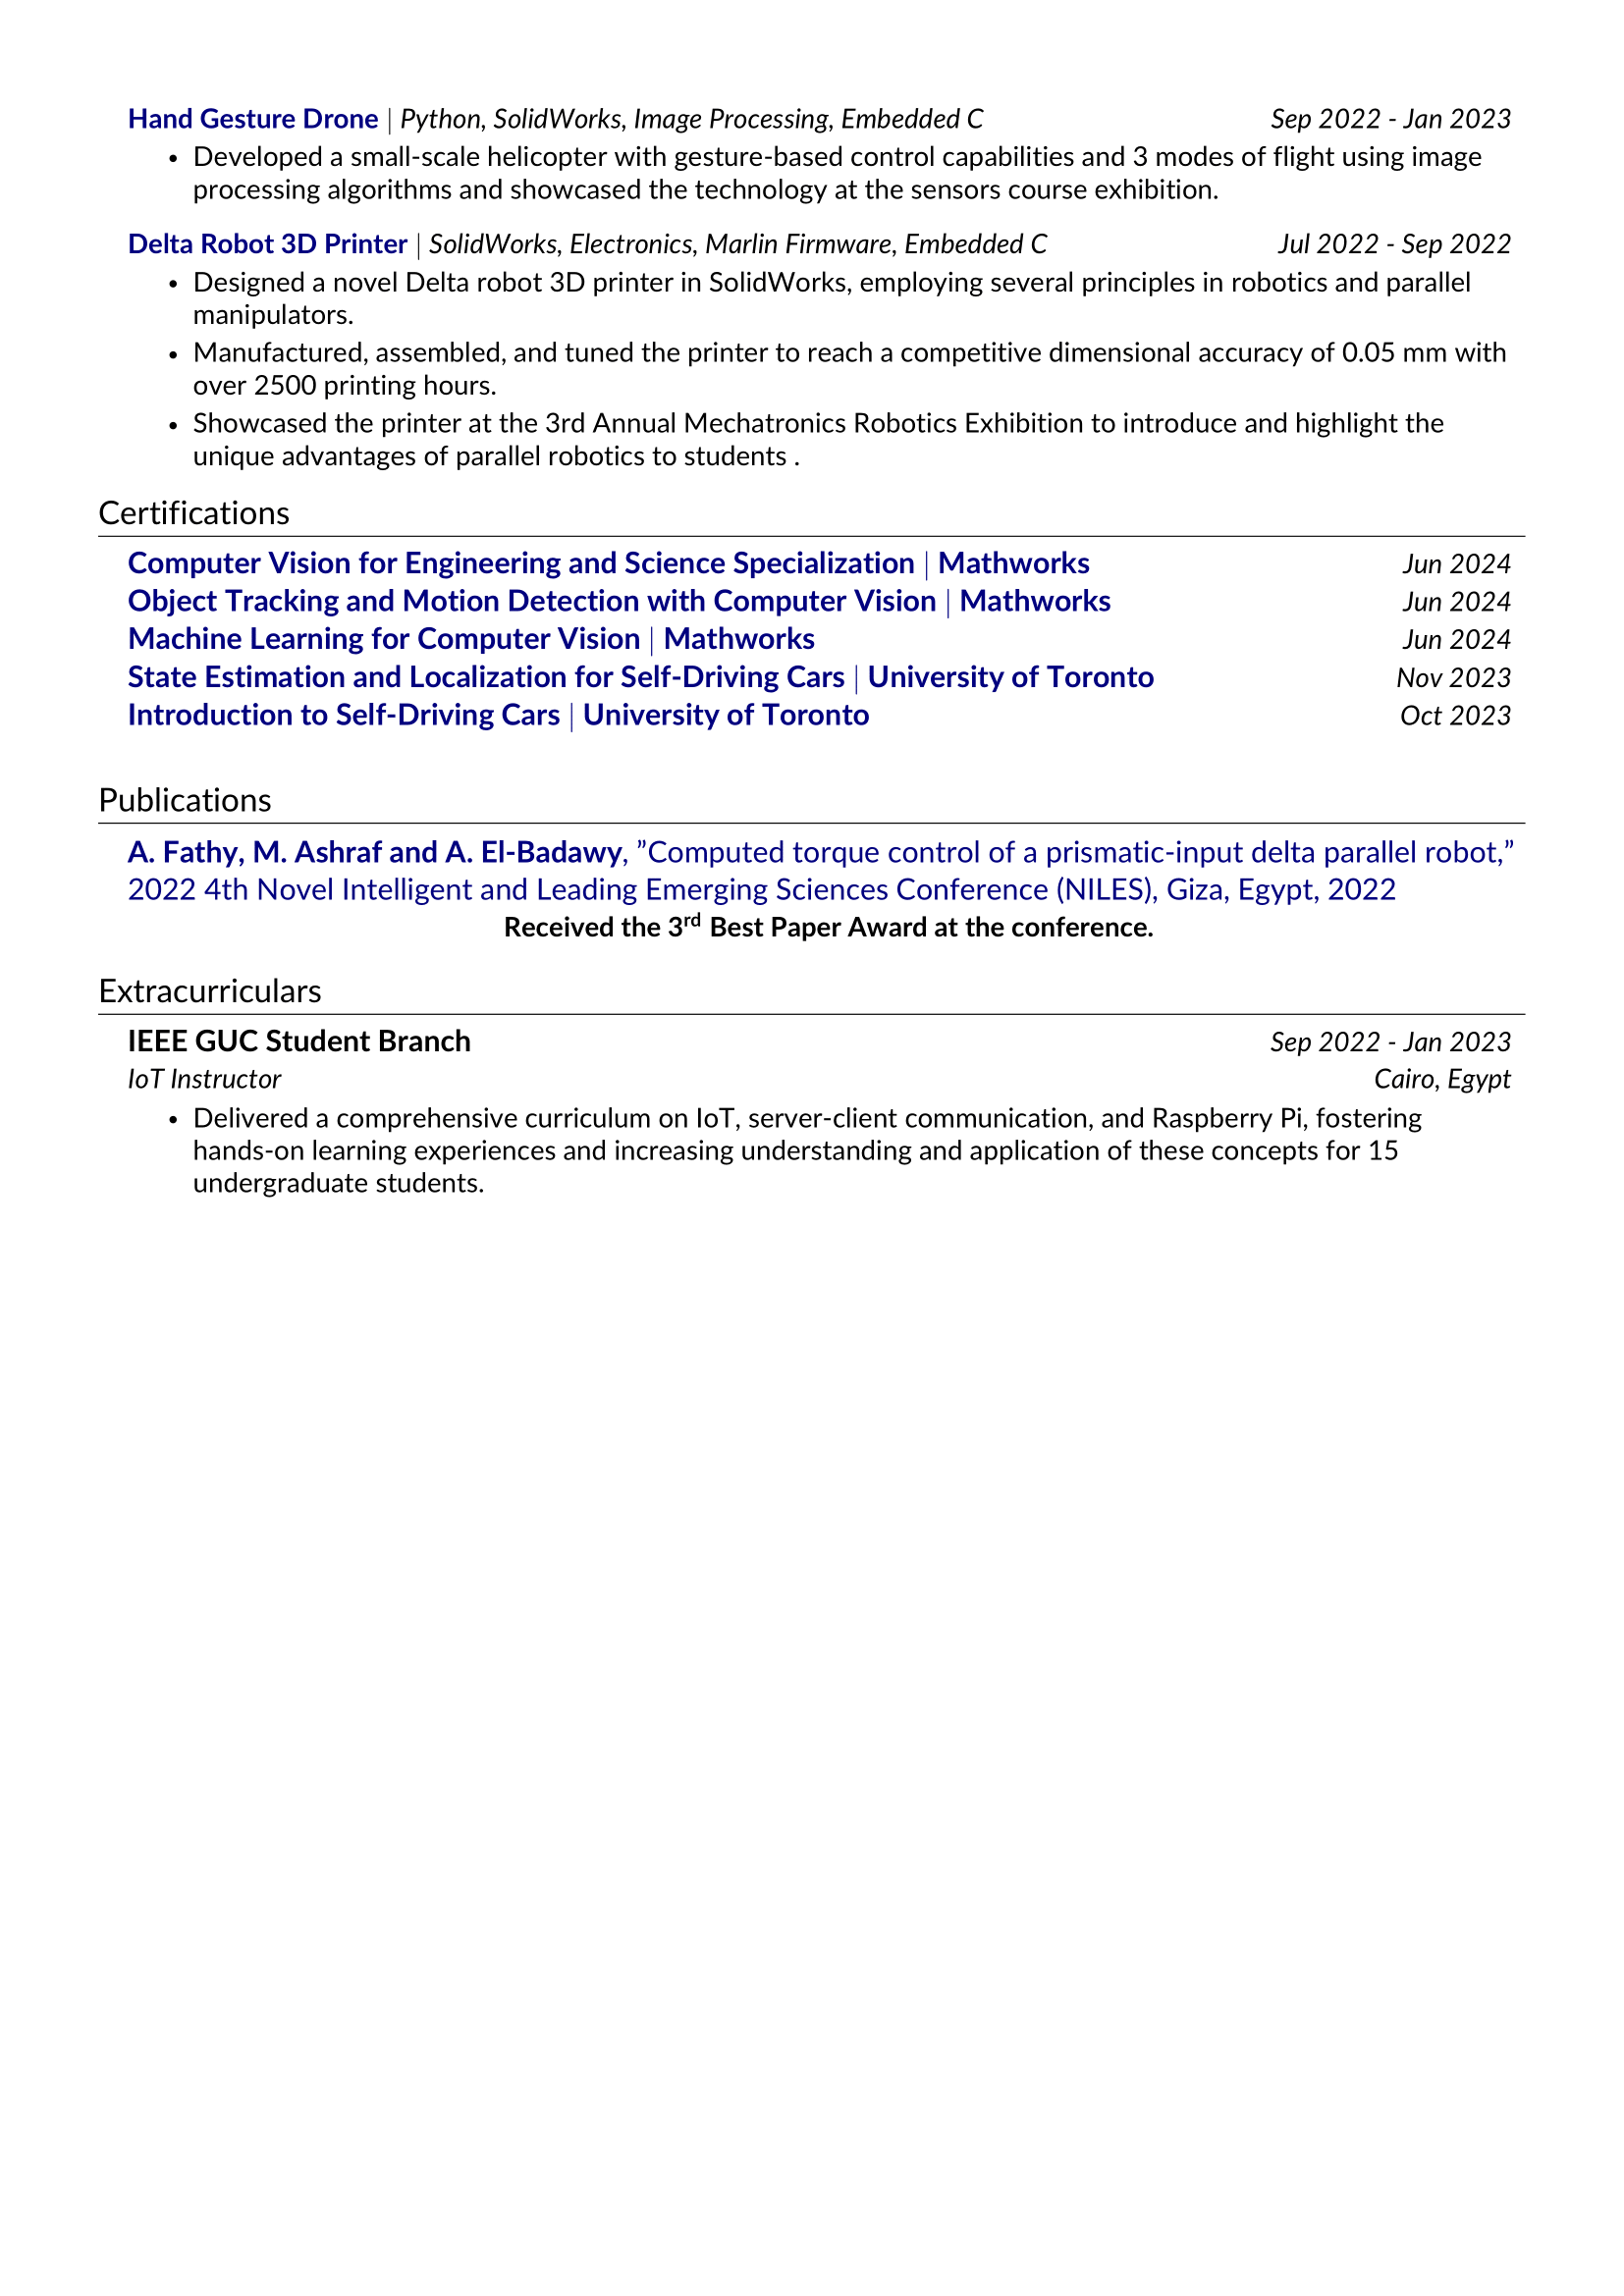 Hand Gesture Drone | Python, SolidWorks, Image Processing, Embedded C Sep 2022 - Jan 2023
• Developed a small-scale helicopter with gesture-based control capabilities and 3 modes of flight using image
processing algorithms and showcased the technology at the sensors course exhibition.
Delta Robot 3D Printer | SolidWorks, Electronics, Marlin Firmware, Embedded C Jul 2022 - Sep 2022
• Designed a novel Delta robot 3D printer in SolidWorks, employing several principles in robotics and parallel
manipulators.
• Manufactured, assembled, and tuned the printer to reach a competitive dimensional accuracy of 0.05 mm with
over 2500 printing hours.
• Showcased the printer at the 3rd Annual Mechatronics Robotics Exhibition to introduce and highlight the
unique advantages of parallel robotics to students .
Certifications
Computer Vision for Engineering and Science Specialization | Mathworks Jun 2024
Object Tracking and Motion Detection with Computer Vision | Mathworks Jun 2024
Machine Learning for Computer Vision | Mathworks Jun 2024
State Estimation and Localization for Self-Driving Cars | University of Toronto Nov 2023
Introduction to Self-Driving Cars | University of Toronto Oct 2023
Publications
A. Fathy, M. Ashraf and A. El-Badawy, ”Computed torque control of a prismatic-input delta parallel robot,”
2022 4th Novel Intelligent and Leading Emerging Sciences Conference (NILES), Giza, Egypt, 2022
Received the 3rd Best Paper Award at the conference.
Extracurriculars
IEEE GUC Student Branch Sep 2022 - Jan 2023
IoT Instructor Cairo, Egypt
• Delivered a comprehensive curriculum on IoT, server-client communication, and Raspberry Pi, fostering
hands-on learning experiences and increasing understanding and application of these concepts for 15
undergraduate students.